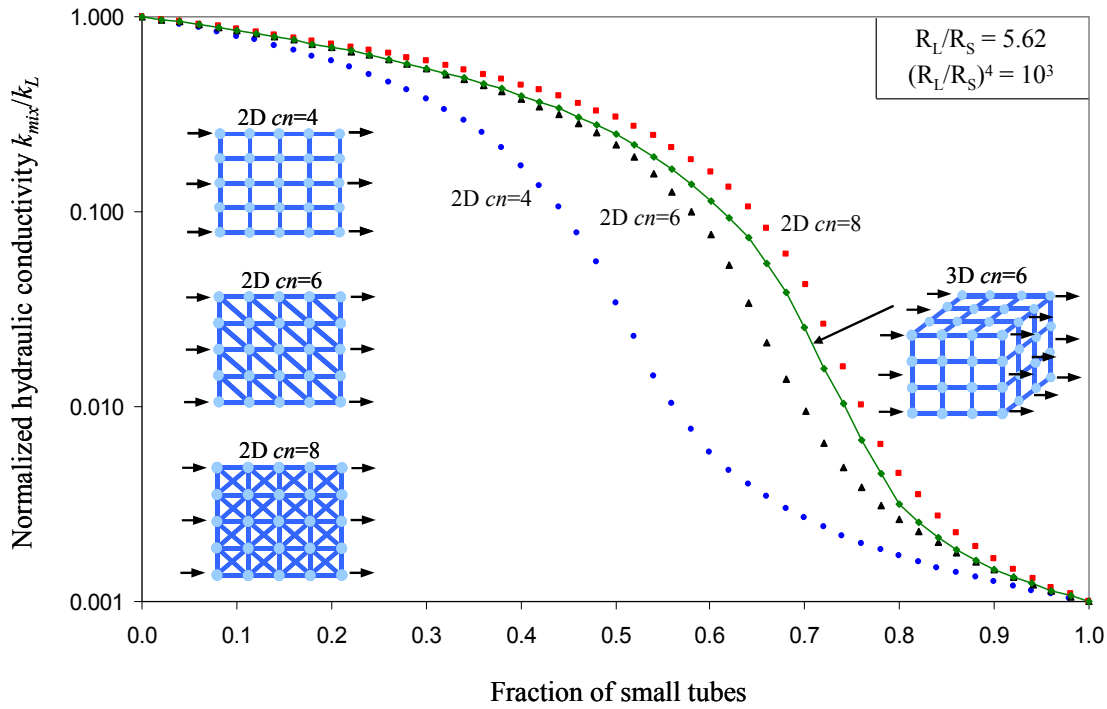 1.000
0.100
0.010
0.001
Normalized hydraulic conductivity k_mix/k_L
R_L/R_S = 5.62
(R_L/R_S)⁴ = 10³
2D cn=4
2D cn=6
2D cn=8
2D cn=4
2D cn=6
2D cn=8
3D cn=6
0.0 0.1 0.2 0.3 0.4 0.5 0.6 0.7 0.8 0.9 1.0
Fraction of small tubes